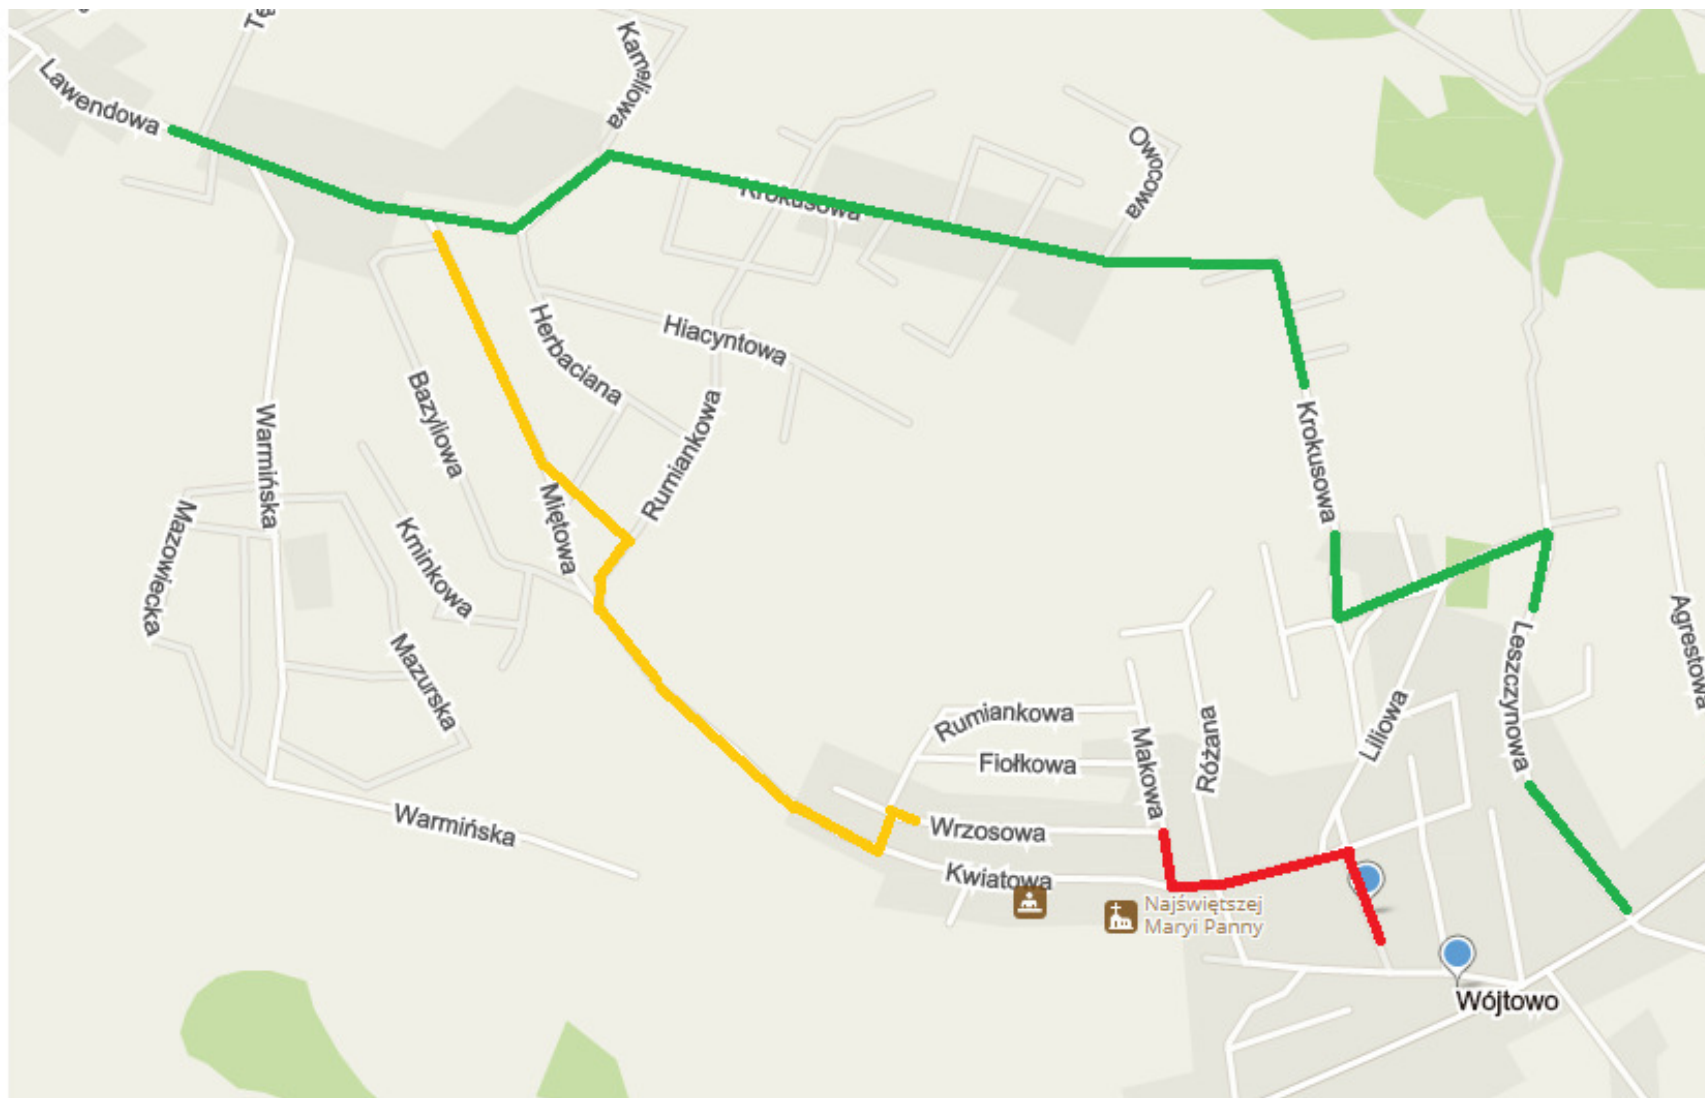 Te
Kameliowa
Lawendowa
Owocowa
Krokusowa
Herbaciana
Hiacyntowa
Bazyliowa
Rumiankowa
Warmińska
Krokusowa
Miętowa
Mazowiecka
Kminkowa
Agrestowa
Leszczynowa
Mazurska
Rumiankowa
Liliowa
Makowa
Różana
Fiołkowa
Warmińska
Wrzosowa
Kwiatowa
Najświętszej
Maryi Panny
Wójtowo